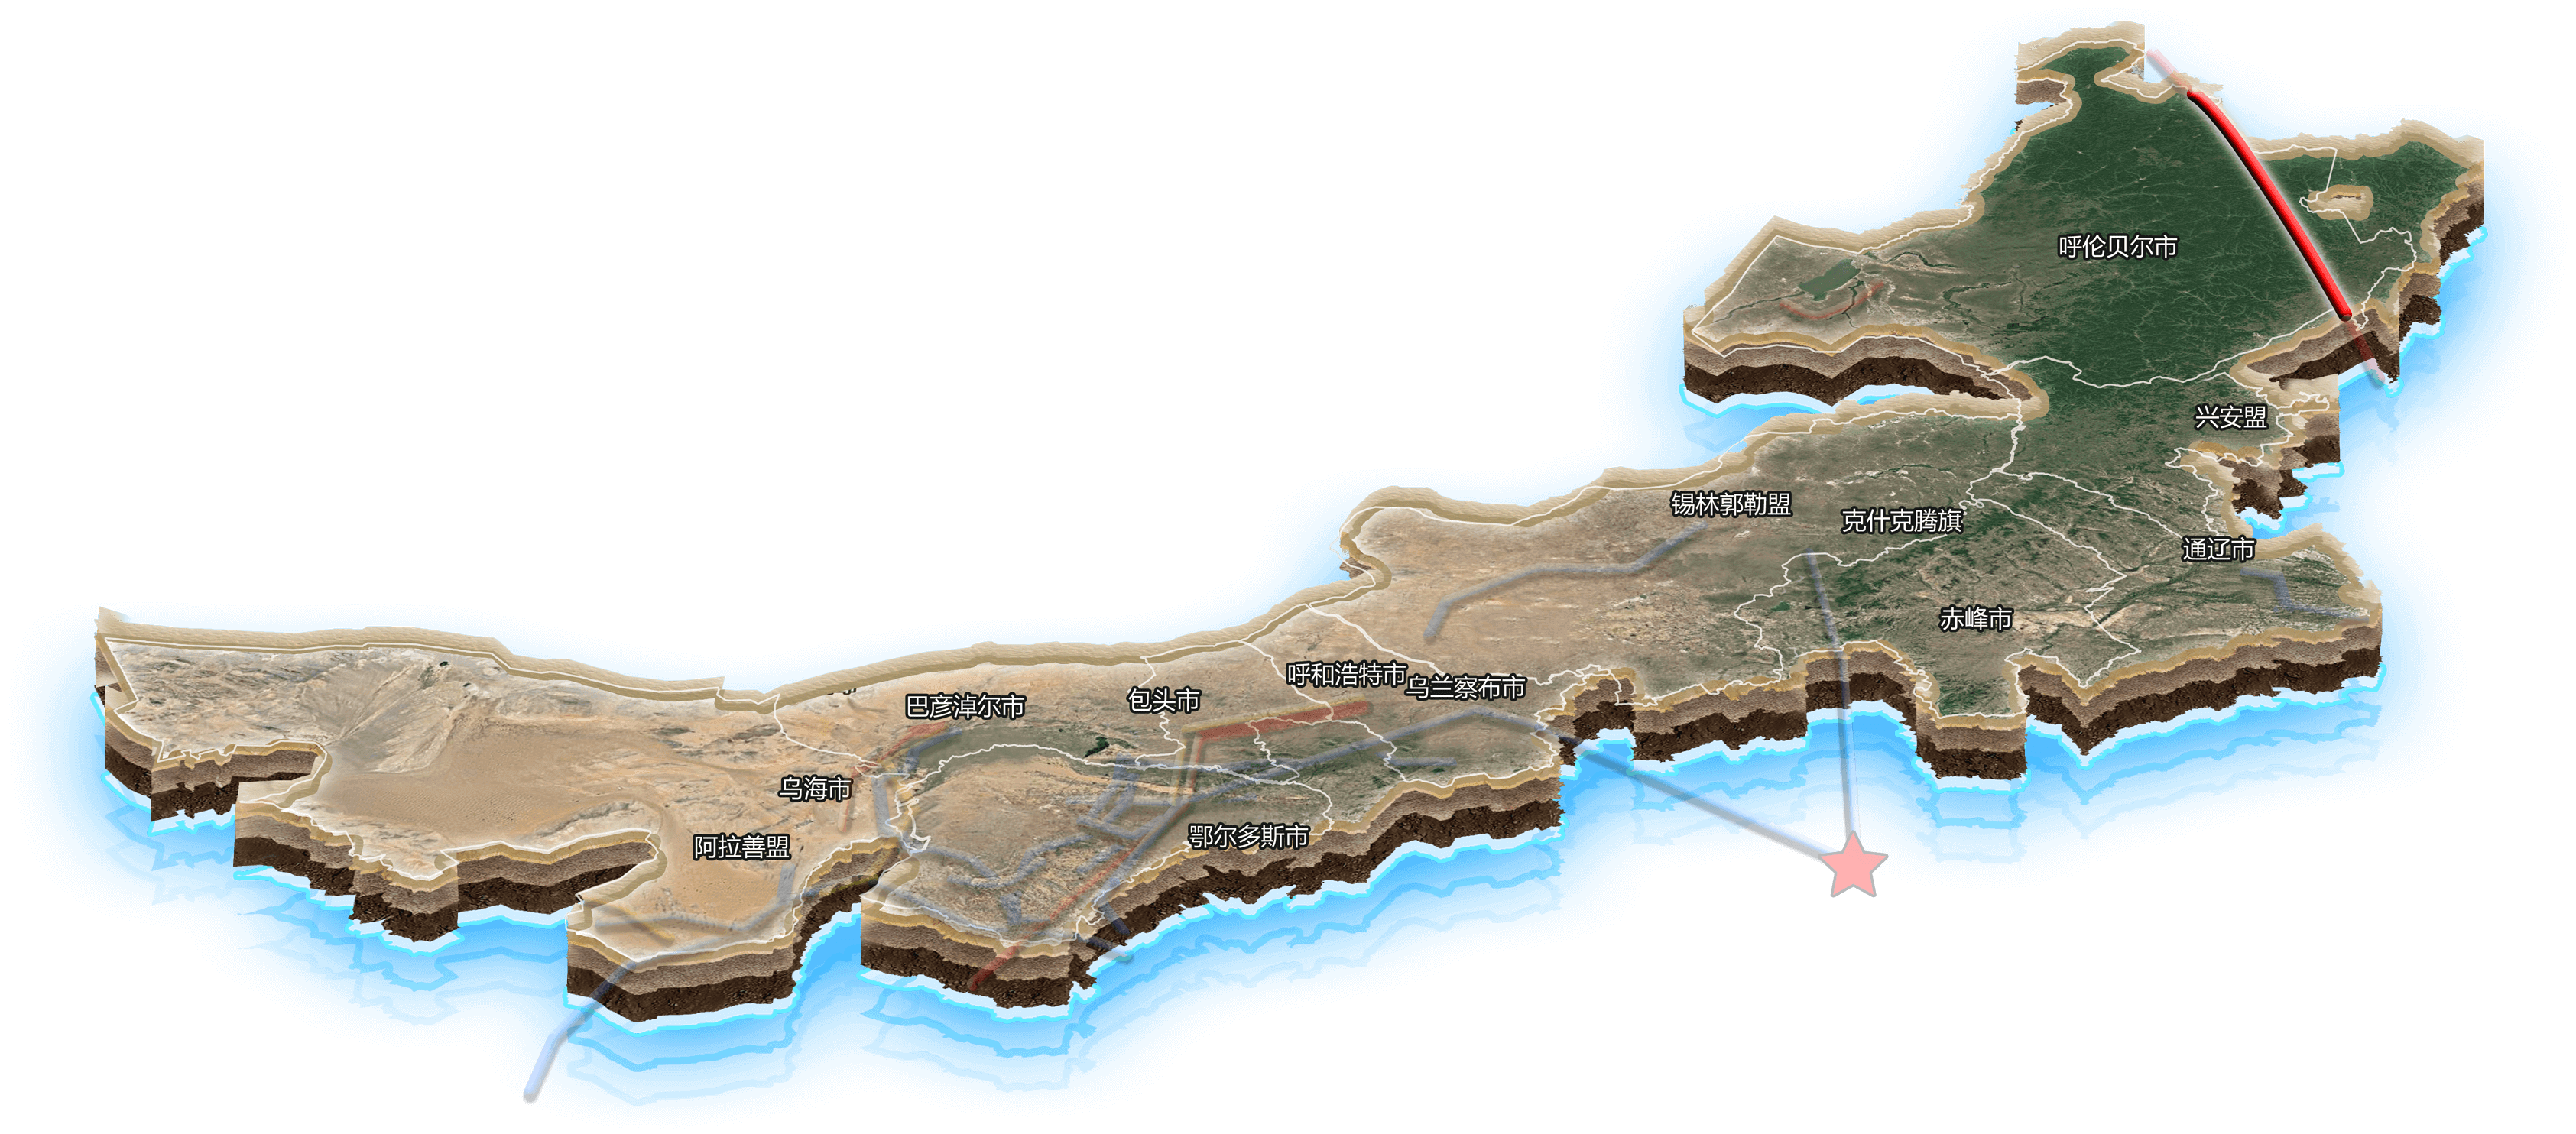 呼伦贝尔市
兴安盟
锡林郭勒盟
克什克腾旗
通辽市
赤峰市
呼和浩特市
乌兰察布市
包头市
巴彦淖尔市
乌海市
鄂尔多斯市
阿拉善盟